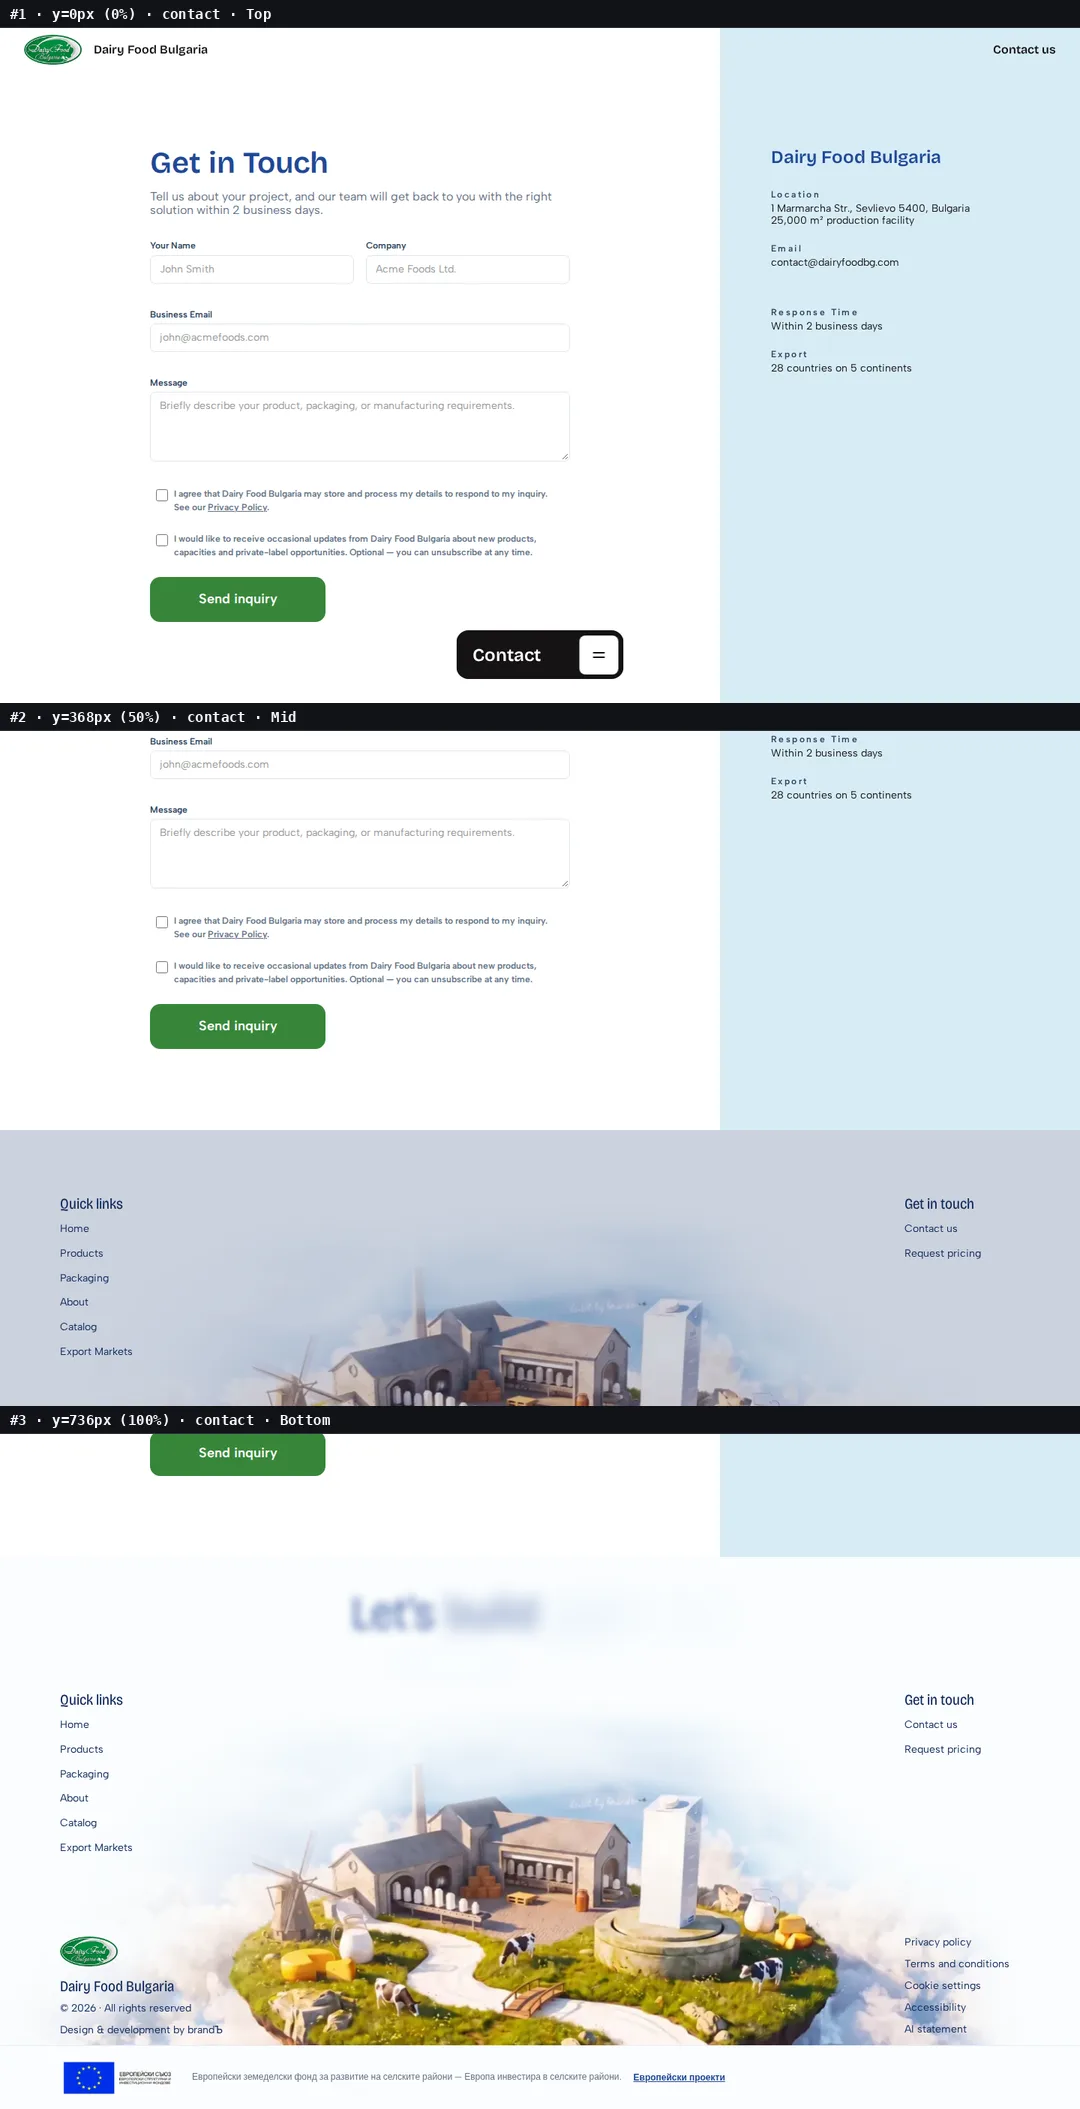 #1 · y=0px (0%) · contact · Top
Dairy Food Bulgaria
Dairy Food Bulgaria
Contact us
Get in Touch
Tell us about your project, and our team will get back to you with the right
solution within 2 business days.
Your Name
Company
John Smith
Acme Foods Ltd.
Business Email
john@acmefoods.com
Message
Briefly describe your product, packaging, or manufacturing requirements.
I agree that Dairy Food Bulgaria may store and process my details to respond to my inquiry.
See our Privacy Policy.
I would like to receive occasional updates from Dairy Food Bulgaria about new products,
capacities and private-label opportunities. Optional — you can unsubscribe at any time.
Send inquiry
Dairy Food Bulgaria
Location
1 Marmarcha Str., Sevlievo 5400, Bulgaria
25,000 m² production facility
Email
contact@dairyfoodbg.com
Response Time
Within 2 business days
Export
28 countries on 5 continents
Contact
#2 · y=368px (50%) · contact · Mid
Business Email
john@acmefoods.com
Message
Briefly describe your product, packaging, or manufacturing requirements.
I agree that Dairy Food Bulgaria may store and process my details to respond to my inquiry.
See our Privacy Policy.
I would like to receive occasional updates from Dairy Food Bulgaria about new products,
capacities and private-label opportunities. Optional — you can unsubscribe at any time.
Send inquiry
Response Time
Within 2 business days
Export
28 countries on 5 continents
Quick links
Home
Products
Packaging
About
Catalog
Export Markets
Get in touch
Contact us
Request pricing
#3 · y=736px (100%) · contact · Bottom
Send inquiry
Let's build
Quick links
Home
Products
Packaging
About
Catalog
Export Markets
Get in touch
Contact us
Request pricing
Dairy Food Bulgaria
Dairy Food Bulgaria
© 2026 · All rights reserved
Design & development by brandЪ
Privacy policy
Terms and conditions
Cookie settings
Accessibility
AI statement
ЕВРОПЕЙСКИ СЪЮЗ
ЕВРОПЕЙСКИ СТРУКТУРНИ И
ИНВЕСТИЦИОННИ ФОНДОВЕ
Европейски земеделски фонд за развитие на селските райони — Европа инвестира в селските райони.
Европейски проекти